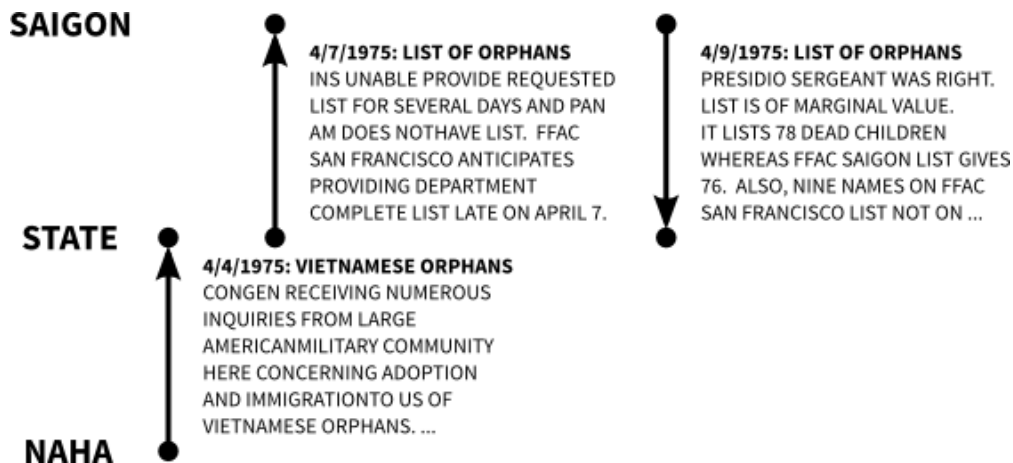 SAIGON
4/7/1975: LIST OF ORPHANS
INS UNABLE PROVIDE REQUESTED
LIST FOR SEVERAL DAYS AND PAN
AM DOES NOTHAVE LIST. FFAC
SAN FRANCISCO ANTICIPATES
PROVIDING DEPARTMENT
COMPLETE LIST LATE ON APRIL 7.
4/9/1975: LIST OF ORPHANS
PRESIDIO SERGEANT WAS RIGHT.
LIST IS OF MARGINAL VALUE.
IT LISTS 78 DEAD CHILDREN
WHEREAS FFAC SAIGON LIST GIVES
76. ALSO, NINE NAMES ON FFAC
SAN FRANCISCO LIST NOT ON ...
STATE
4/4/1975: VIETNAMESE ORPHANS
CONGEN RECEIVING NUMEROUS
INQUIRIES FROM LARGE
AMERICANMILITARY COMMUNITY
HERE CONCERNING ADOPTION
AND IMMIGRATIONTO US OF
VIETNAMESE ORPHANS. ...
NAHA